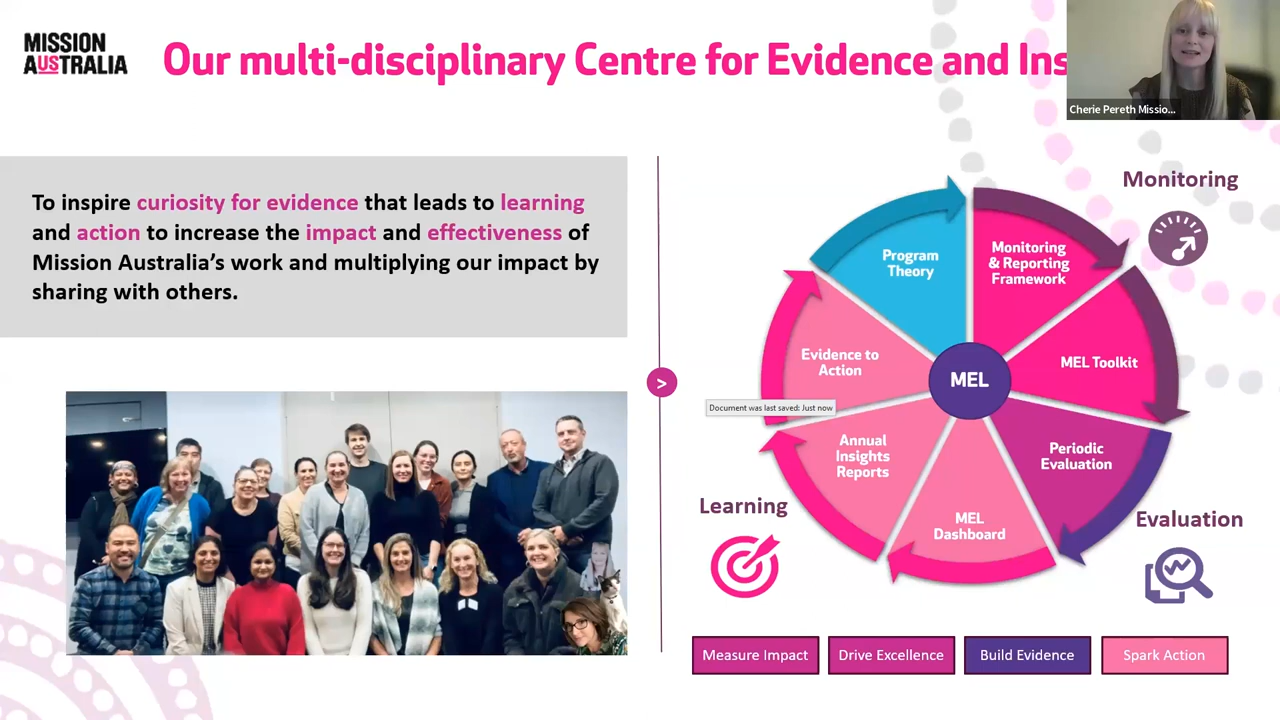 MISSION
AUSTRALIA
Our multi-disciplinary Centre for Evidence and Ins
Cherie Pereth Missio...
To inspire curiosity for evidence that leads to learning
and action to increase the impact and effectiveness of
Mission Australia's work and multiplying our impact by
sharing with others.
>
Monitoring
Program
Theory
Monitoring
& Reporting
Framework
MEL Toolkit
Evidence to
Action
MEL
Document was last saved: Just now
Annual
Insights
Reports
Periodic
Evaluation
MEL
Dashboard
Learning
Evaluation
Measure Impact
Drive Excellence
Build Evidence
Spark Action